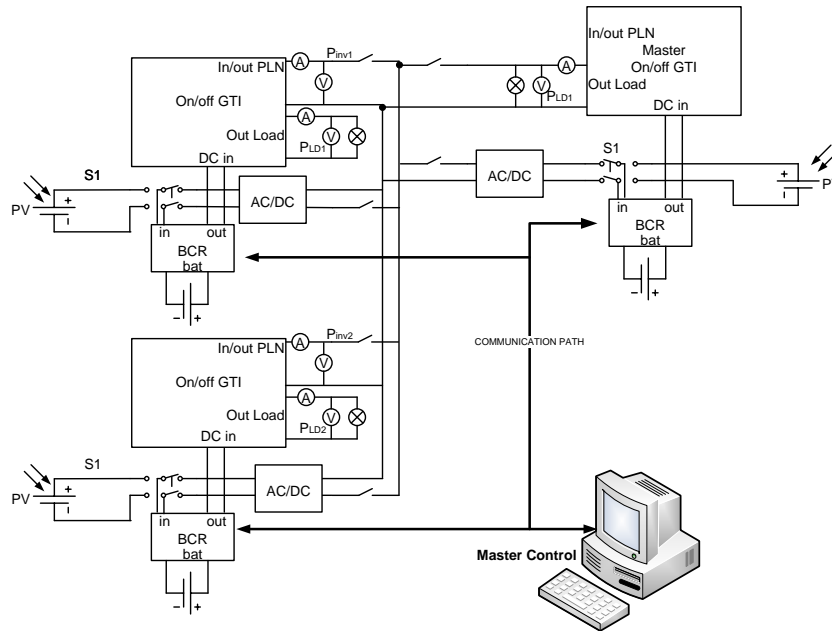 In/out PLN
On/off GTI
Out Load
DC in
A
Pinv1
V
A
PLD1
V
S1
PV
+
-
AC/DC
in
out
BCR
bat
-
+
In/out PLN
Master
On/off GTI
Out Load
DC in
A
V
PLD1
S1
AC/DC
+
-
P
in
out
BCR
bat
-
+
COMMUNICATION PATH
In/out PLN
On/off GTI
Out Load
DC in
A
Pinv2
V
A
PLD2
V
S1
PV
+
-
AC/DC
in
out
BCR
bat
-
+
Master Control